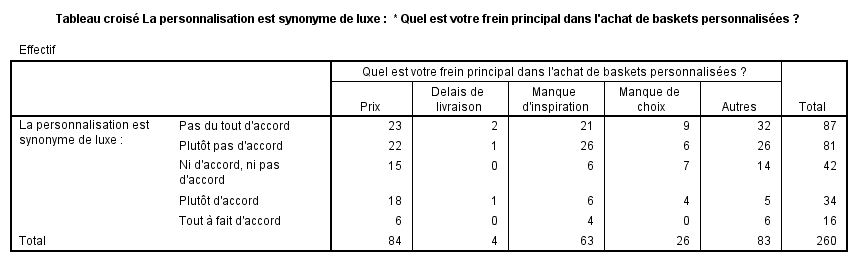 Tableau croisé La personnalisation est synonyme de luxe : * Quel est votre frein principal dans l'achat de baskets personnalisées ?
Effectif
Quel est votre frein principal dans l'achat de baskets personnalisées ?
Prix Delais de livraison Manque d'inspiration Manque de choix Autres Total
La personnalisation est synonyme de luxe : Pas du tout d'accord 23 2 21 9 32 87
Plutôt pas d'accord 22 1 26 6 26 81
Ni d'accord, ni pas d'accord 15 0 6 7 14 42
Plutôt d'accord 18 1 6 4 5 34
Tout à fait d'accord 6 0 4 0 6 16
Total 84 4 63 26 83 260